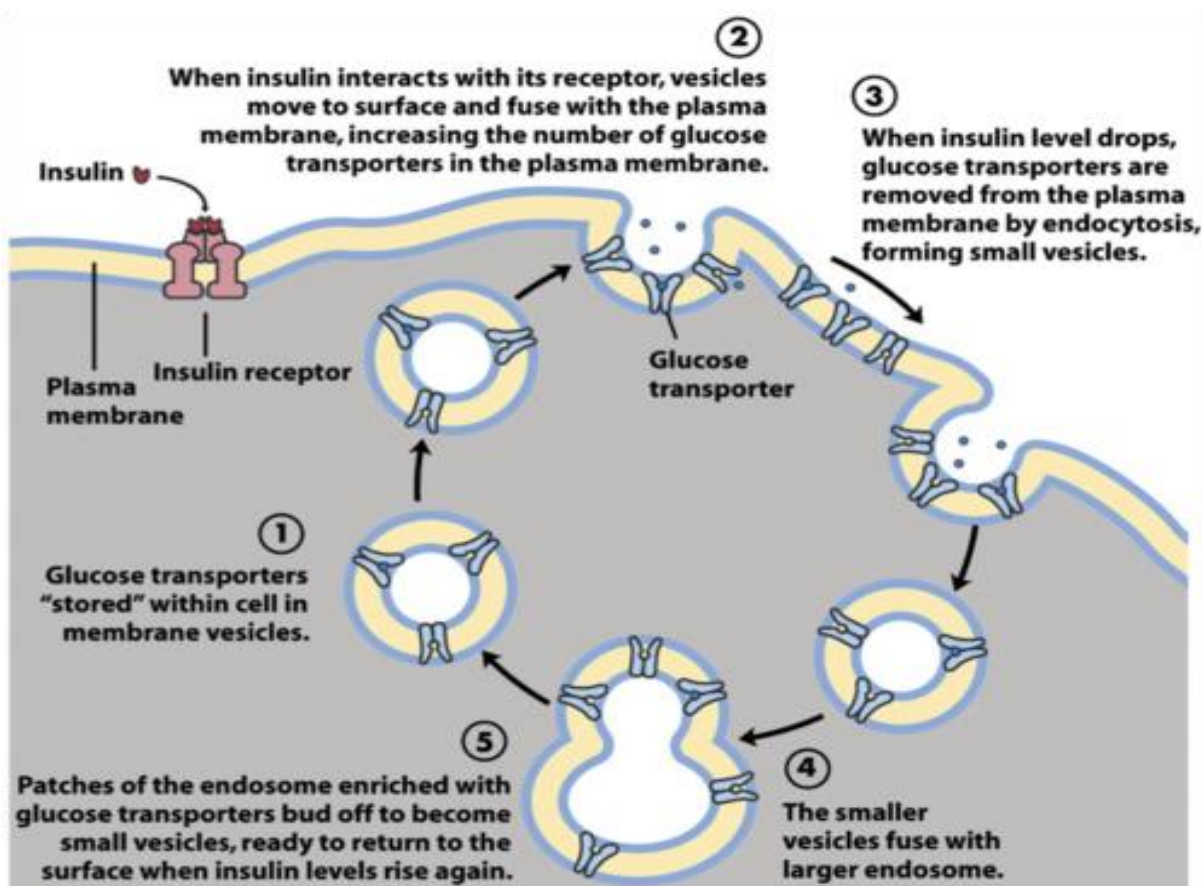 2
When insulin interacts with its receptor, vesicles
move to surface and fuse with the plasma
membrane, increasing the number of glucose
transporters in the plasma membrane.
3
When insulin level drops,
glucose transporters are
removed from the plasma
membrane by endocytosis,
forming small vesicles.
Insulin
Plasma
membrane
Insulin receptor
Glucose
transporter
1
Glucose transporters
“stored” within cell in
membrane vesicles.
5
Patches of the endosome enriched with
glucose transporters bud off to become
small vesicles, ready to return to the
surface when insulin levels rise again.
4
The smaller
vesicles fuse with
larger endosome.